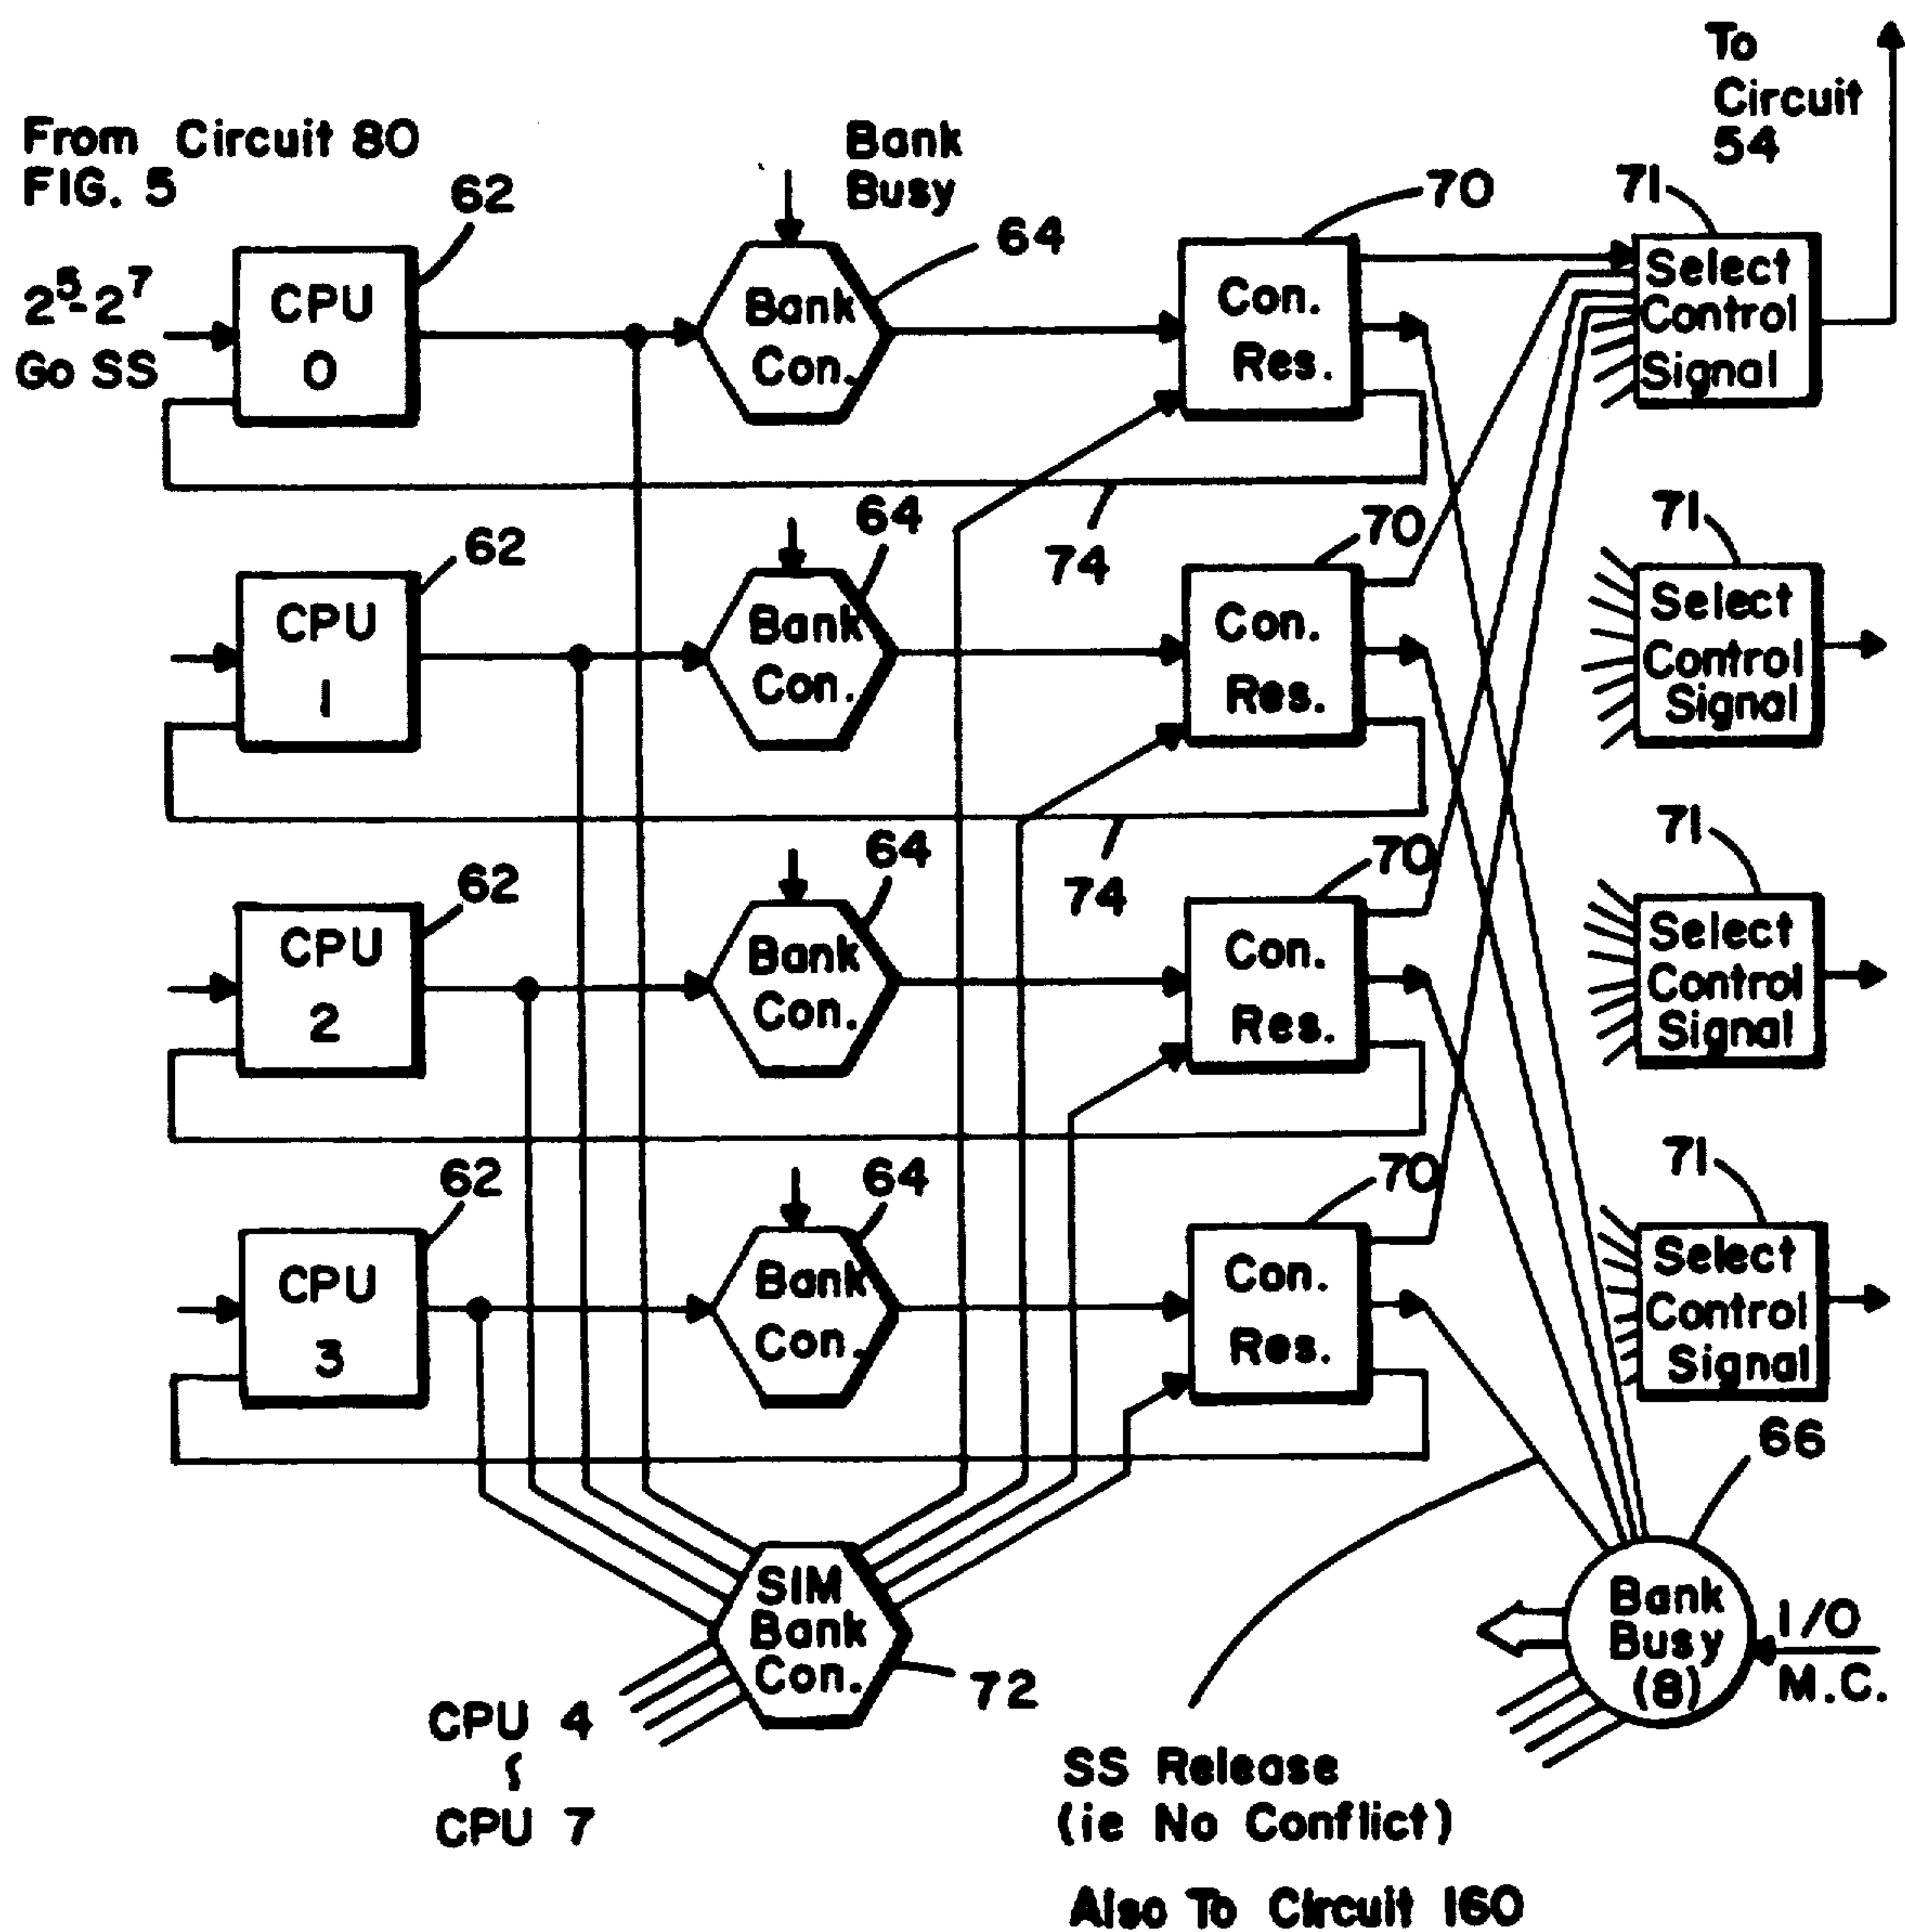 To
Circuit
54
From Circuit 80
FIG. 5
Bank
Busy
62
64
70
71
2⁵-2⁷
Go SS
CPU
0
Bank
Con.
Con.
Res.
Select
Control
Signal
74
62
64
70
71
CPU
1
Bank
Con.
Con.
Res.
Select
Control
Signal
74
62
64
70
71
CPU
2
Bank
Con.
Con.
Res.
Select
Control
Signal
62
64
70
71
CPU
3
Bank
Con.
Con.
Res.
Select
Control
Signal
66
SIM
Bank
Con.
72
Bank
Busy
(8)
I/O
M.C.
CPU 4
CPU 7
SS Release
(ie No Conflict)
Also To Circuit 160